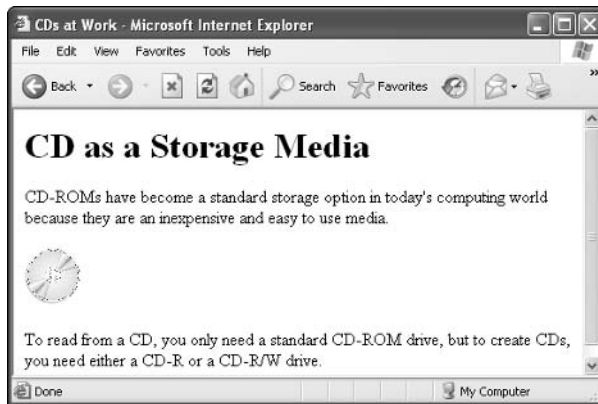 CDs at Work - Microsoft Internet Explorer
File Edit View Favorites Tools Help
Back Search Favorites »
CD as a Storage Media
CD-ROMs have become a standard storage option in today's computing world
because they are an inexpensive and easy to use media.
To read from a CD, you only need a standard CD-ROM drive, but to create CDs,
you need either a CD-R or a CD-R/W drive.
Done My Computer